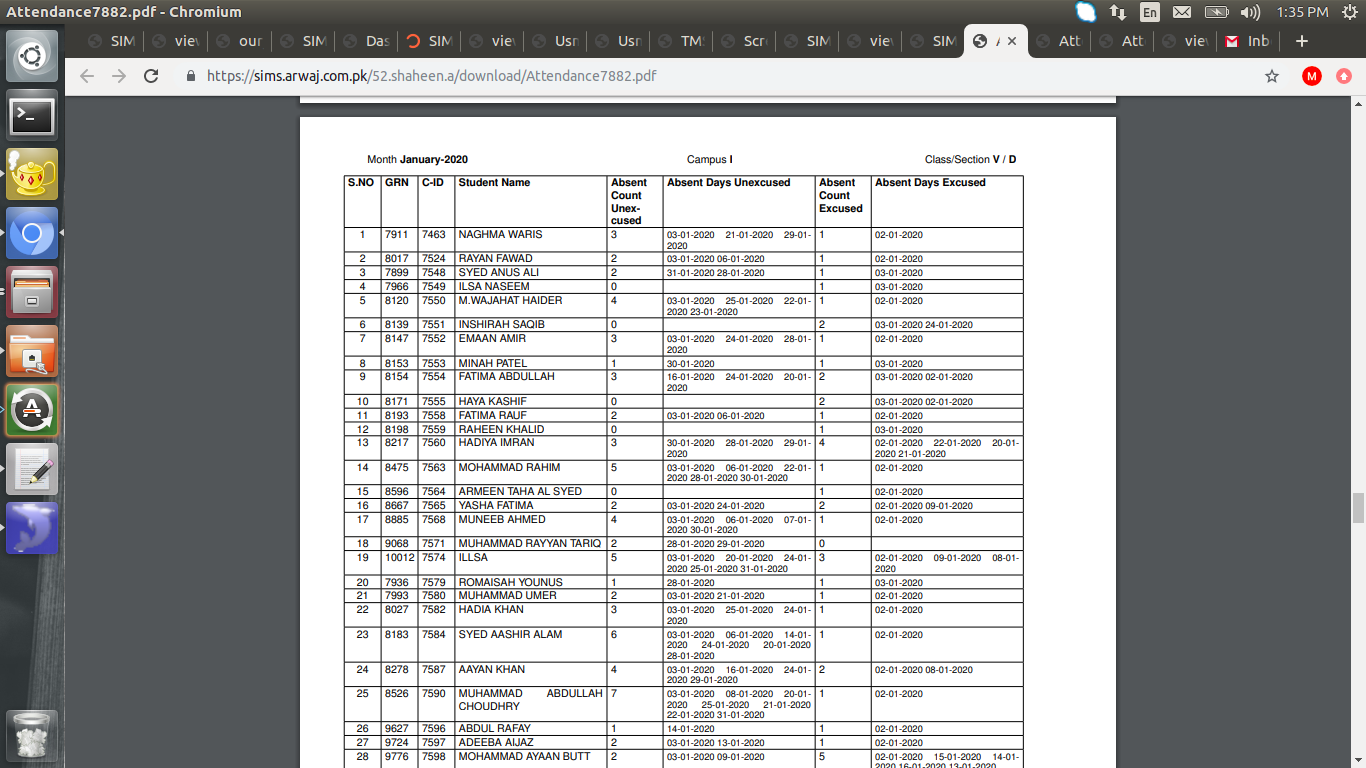 Attendance7882.pdf - Chromium
En
1:35 PM
SIM
view
our
SIM
Das
SIM
view
Usn
Usn
TMS
Scr
SIM
view
SIM
A
Att
Att
view
Inb
https://sims.arwaj.com.pk/52.shaheen.a/download/Attendance7882.pdf
M
Month January-2020 Campus I Class/Section V / D
S.NO GRN C-ID Student Name Absent Count Unex-cused Absent Days Unexcused Absent Count Excused Absent Days Excused
1 7911 7463 NAGHMA WARIS 3 03-01-2020 21-01-2020 29-01- 1 02-01-2020
2020
2 8017 7524 RAYAN FAWAD 2 03-01-2020 06-01-2020 1 02-01-2020
3 7899 7548 SYED ANUS ALI 2 31-01-2020 28-01-2020 1 03-01-2020
4 7966 7549 ILSA NASEEM 0 1 03-01-2020
5 8120 7550 M.WAJAHAT HAIDER 4 03-01-2020 25-01-2020 22-01- 1 02-01-2020
2020 23-01-2020
6 8139 7551 INSHIRAH SAQIB 0 2 03-01-2020 24-01-2020
7 8147 7552 EMAAN AMIR 3 03-01-2020 24-01-2020 28-01- 1 02-01-2020
2020
8 8153 7553 MINAH PATEL 1 30-01-2020 1 03-01-2020
9 8154 7554 FATIMA ABDULLAH 3 16-01-2020 24-01-2020 20-01- 2 03-01-2020 02-01-2020
2020
10 8171 7555 HAYA KASHIF 0 2 03-01-2020 02-01-2020
11 8193 7558 FATIMA RAUF 2 03-01-2020 06-01-2020 1 02-01-2020
12 8198 7559 RAHEEN KHALID 0 1 03-01-2020
13 8217 7560 HADIYA IMRAN 3 30-01-2020 28-01-2020 29-01- 4 02-01-2020 22-01-2020 20-01-
2020 2020 21-01-2020
14 8475 7563 MOHAMMAD RAHIM 5 03-01-2020 06-01-2020 22-01- 1 02-01-2020
2020 28-01-2020 30-01-2020
15 8596 7564 ARMEEN TAHA AL SYED 0 1 02-01-2020
16 8667 7565 YASHA FATIMA 2 03-01-2020 24-01-2020 2 02-01-2020 09-01-2020
17 8885 7568 MUNEEB AHMED 4 03-01-2020 06-01-2020 07-01- 1 02-01-2020
2020 30-01-2020
18 9068 7571 MUHAMMAD RAYYAN TARIQ 2 28-01-2020 29-01-2020 0
19 10012 7574 ILLSA 5 03-01-2020 20-01-2020 24-01- 3 02-01-2020 09-01-2020 08-01-
2020 25-01-2020 31-01-2020 2020
20 7936 7579 ROMAISAH YOUNUS 1 28-01-2020 1 03-01-2020
21 7993 7580 MUHAMMAD UMER 2 03-01-2020 21-01-2020 1 02-01-2020
22 8027 7582 HADIA KHAN 3 03-01-2020 25-01-2020 24-01- 1 02-01-2020
2020
23 8183 7584 SYED AASHIR ALAM 6 03-01-2020 06-01-2020 14-01- 1 02-01-2020
2020 24-01-2020 20-01-2020
28-01-2020
24 8278 7587 AAYAN KHAN 4 03-01-2020 16-01-2020 24-01- 2 02-01-2020 08-01-2020
2020 29-01-2020
25 8526 7590 MUHAMMAD ABDULLAH 7 03-01-2020 08-01-2020 20-01- 1 02-01-2020
CHOUDHRY 2020 25-01-2020 21-01-2020
22-01-2020 31-01-2020
26 9627 7596 ABDUL RAFAY 1 14-01-2020 1 02-01-2020
27 9724 7597 ADEEBA AIJAZ 2 03-01-2020 13-01-2020 1 02-01-2020
28 9776 7598 MOHAMMAD AYAAN BUTT 2 03-01-2020 09-01-2020 5 02-01-2020 15-01-2020 14-01-
2020 16-01-2020 13-01-2020